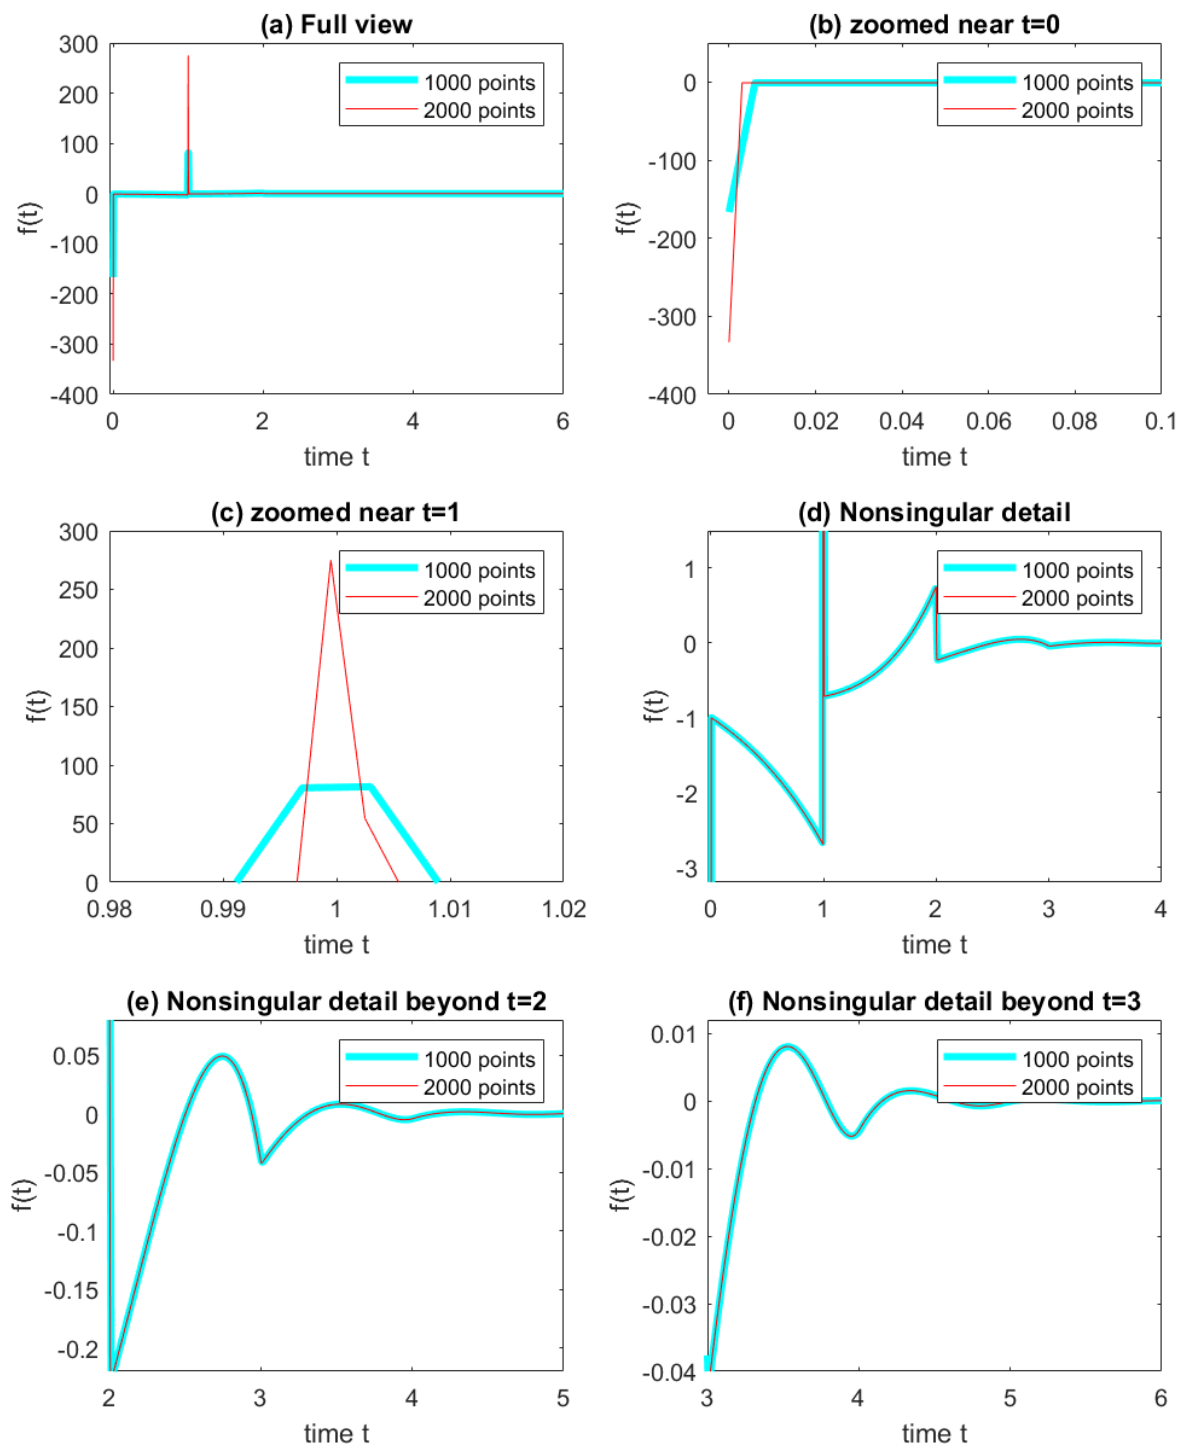 (a) Full view
300
200
100
0
-100
-200
-300
-400
f(t)
1000 points
2000 points
0 2 4 6
time t
(b) zoomed near t=0
0
-100
-200
-300
-400
f(t)
1000 points
2000 points
0 0.02 0.04 0.06 0.08 0.1
time t
(c) zoomed near t=1
300
250
200
150
100
50
0
f(t)
1000 points
2000 points
0.98 0.99 1 1.01 1.02
time t
(d) Nonsingular detail
1
0
-1
-2
-3
f(t)
1000 points
2000 points
0 1 2 3 4
time t
(e) Nonsingular detail beyond t=2
0.05
0
-0.05
-0.1
-0.15
-0.2
f(t)
1000 points
2000 points
2 3 4 5
time t
(f) Nonsingular detail beyond t=3
0.01
0
-0.01
-0.02
-0.03
-0.04
f(t)
1000 points
2000 points
3 4 5 6
time t